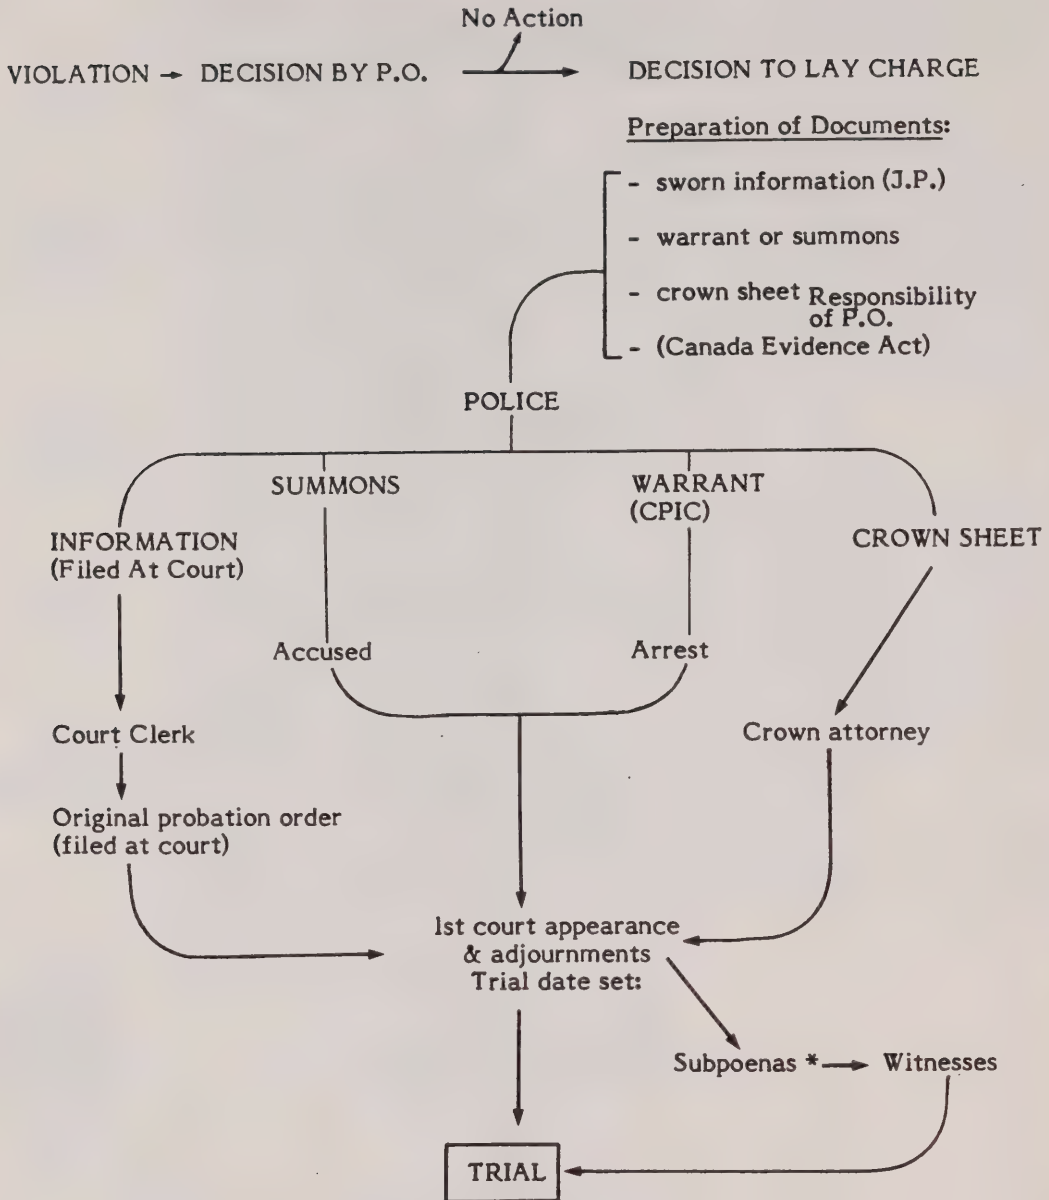 No Action
VIOLATION → DECISION BY P.O. → DECISION TO LAY CHARGE
Preparation of Documents:
- sworn information (J.P.)
- warrant or summons
- crown sheet Responsibility
of P.O.
- (Canada Evidence Act)
POLICE
SUMMONS
WARRANT
(CPIC)
INFORMATION
(Filed At Court)
CROWN SHEET
Accused
Arrest
Court Clerk
Crown attorney
Original probation order
(filed at court)
1st court appearance
& adjournments
Trial date set:
Subpoenas * → Witnesses
TRIAL